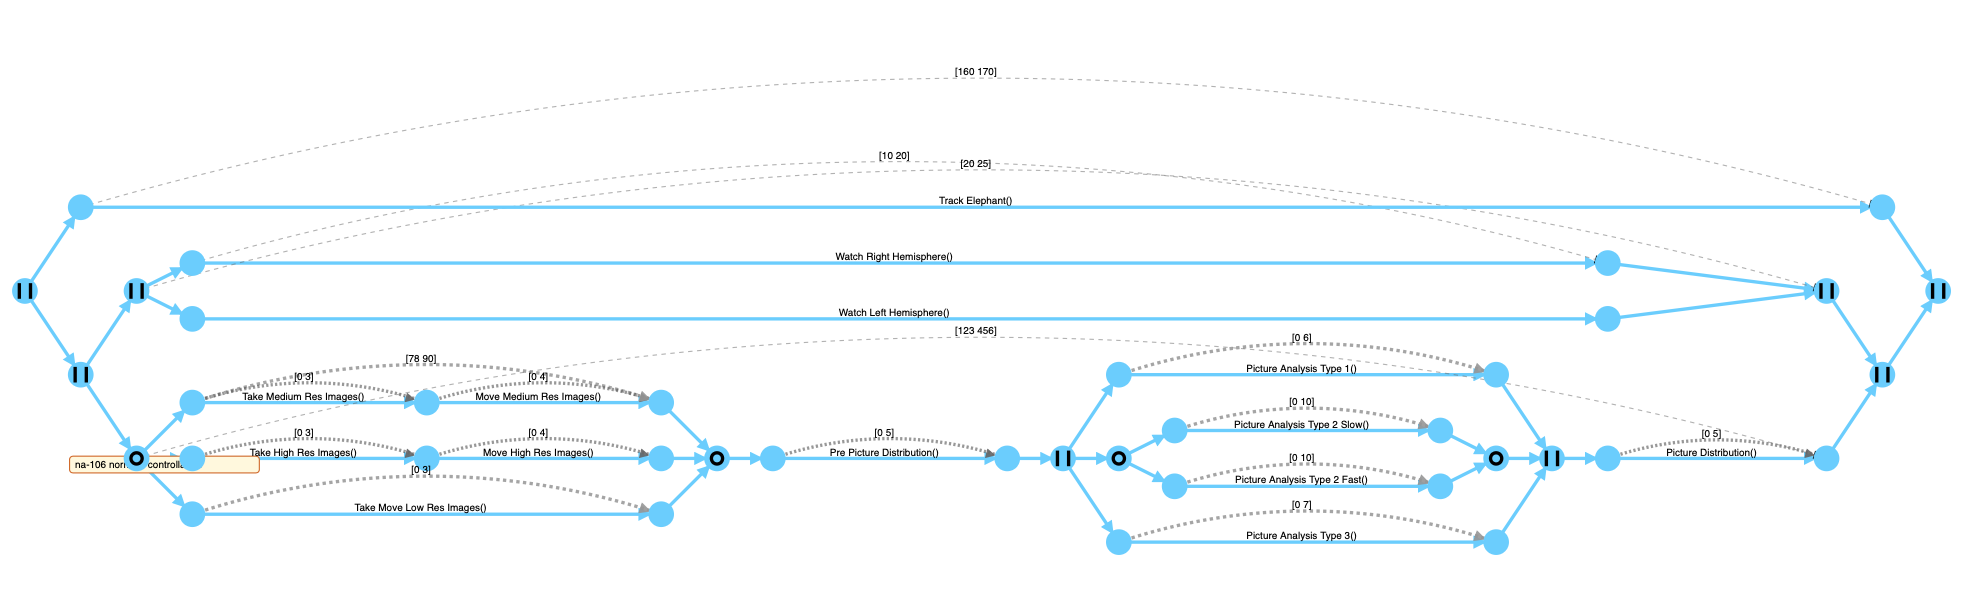 [160 170]
[10 20]
[20 25]
Track Elephant()
Watch Right Hemisphere()
Watch Left Hemisphere()
[123 456]
[0 6]
[78 90]
Picture Analysis Type 1()
[0 3]
[0 4]
Take Medium Res Images()
Move Medium Res Images()
[0 10]
Picture Analysis Type 2 Slow()
[0 3]
[0 4]
[0 5]
[0 5]
Take High Res Images()
Move High Res Images()
Pre Picture Distribution()
Picture Distribution()
[0 10]
na-106
[0 3]
Picture Analysis Type 2 Fast()
Take Move Low Res Images()
[0 7]
Picture Analysis Type 3()